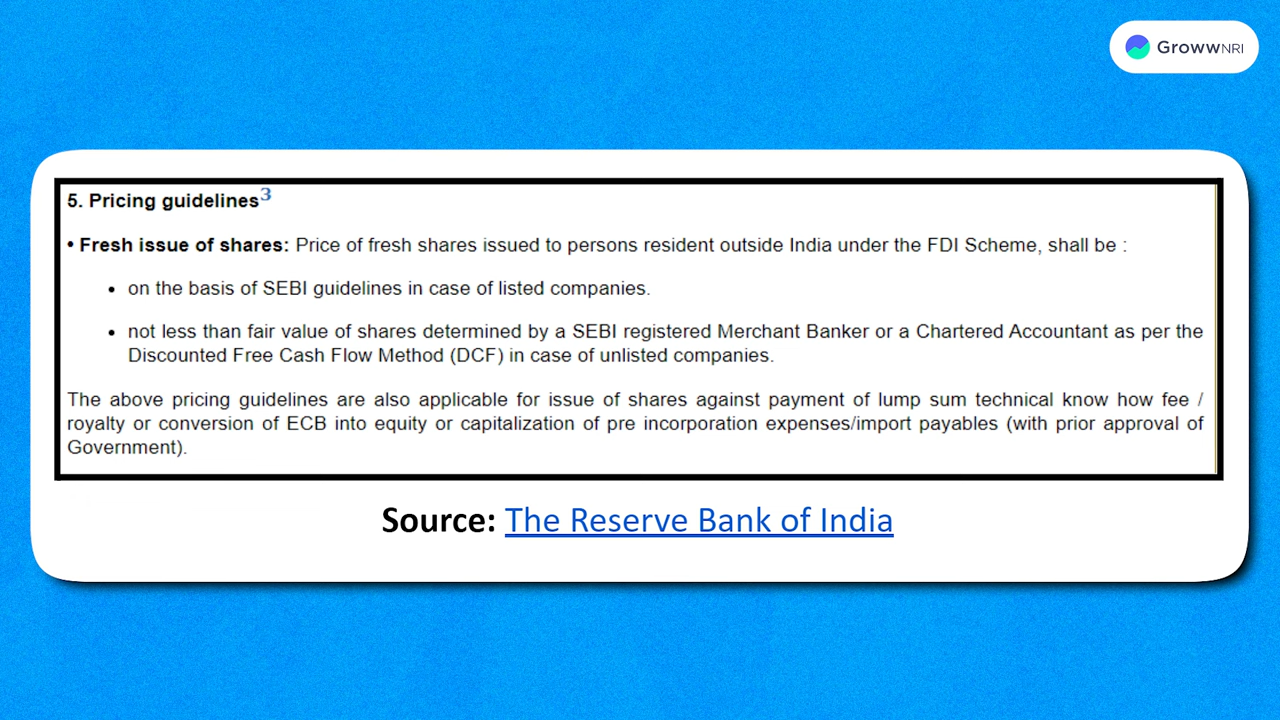 GrowwNRI
5. Pricing guidelines3
• Fresh issue of shares: Price of fresh shares issued to persons resident outside India under the FDI Scheme, shall be :
• on the basis of SEBI guidelines in case of listed companies.
• not less than fair value of shares determined by a SEBI registered Merchant Banker or a Chartered Accountant as per the
Discounted Free Cash Flow Method (DCF) in case of unlisted companies.
The above pricing guidelines are also applicable for issue of shares against payment of lump sum technical know how fee /
royalty or conversion of ECB into equity or capitalization of pre incorporation expenses/import payables (with prior approval of
Government).
Source: The Reserve Bank of India